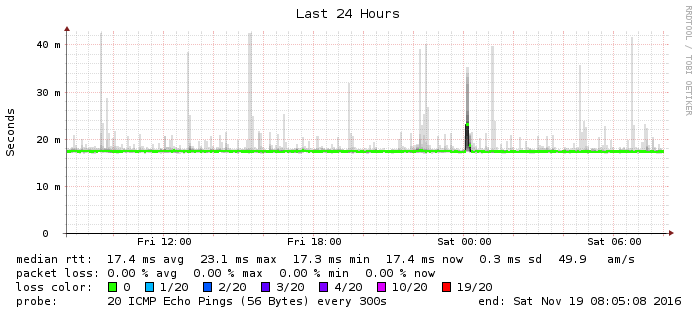 Last 24 Hours
RRDTOOL / TOBI OETIKER
Seconds
40 m
30 m
20 m
10 m
0
Fri 12:00 Fri 18:00 Sat 00:00 Sat 06:00
median rtt: 17.4 ms avg 23.1 ms max 17.3 ms min 17.4 ms now 0.3 ms sd 49.9 am/s
packet loss: 0.00 % avg 0.00 % max 0.00 % min 0.00 % now
loss color: 0 1/20 2/20 3/20 4/20 10/20 19/20
probe: 20 ICMP Echo Pings (56 Bytes) every 300s end: Sat Nov 19 08:05:08 2016